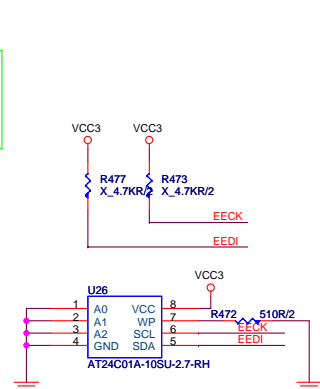 VCC3 VCC3
R477 R473
X_4.7KR/2 X_4.7KR/2
EECK
EEDI
VCC3
U26
1 A0 VCC 8
2 A1 WP 7 R472 510R/2
3 A2 SCL 6 EECK
4 GND SDA 5 EEDI
AT24C01A-10SU-2.7-RH